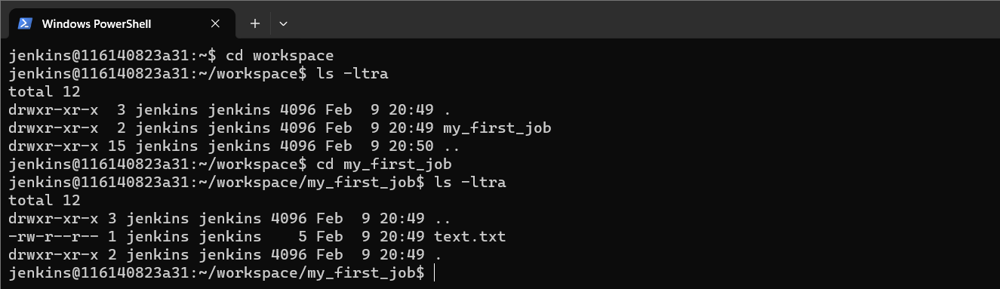 Windows PowerShell
jenkins@116140823a31:~$ cd workspace
jenkins@116140823a31:~/workspace$ ls -ltra
total 12
drwxr-xr-x  3 jenkins jenkins 4096 Feb  9 20:49 .
drwxr-xr-x  2 jenkins jenkins 4096 Feb  9 20:49 my_first_job
drwxr-xr-x 15 jenkins jenkins 4096 Feb  9 20:50 ..
jenkins@116140823a31:~/workspace$ cd my_first_job
jenkins@116140823a31:~/workspace/my_first_job$ ls -ltra
total 12
drwxr-xr-x 3 jenkins jenkins 4096 Feb  9 20:49 ..
-rw-r--r-- 1 jenkins jenkins    5 Feb  9 20:49 text.txt
drwxr-xr-x 2 jenkins jenkins 4096 Feb  9 20:49 .
jenkins@116140823a31:~/workspace/my_first_job$